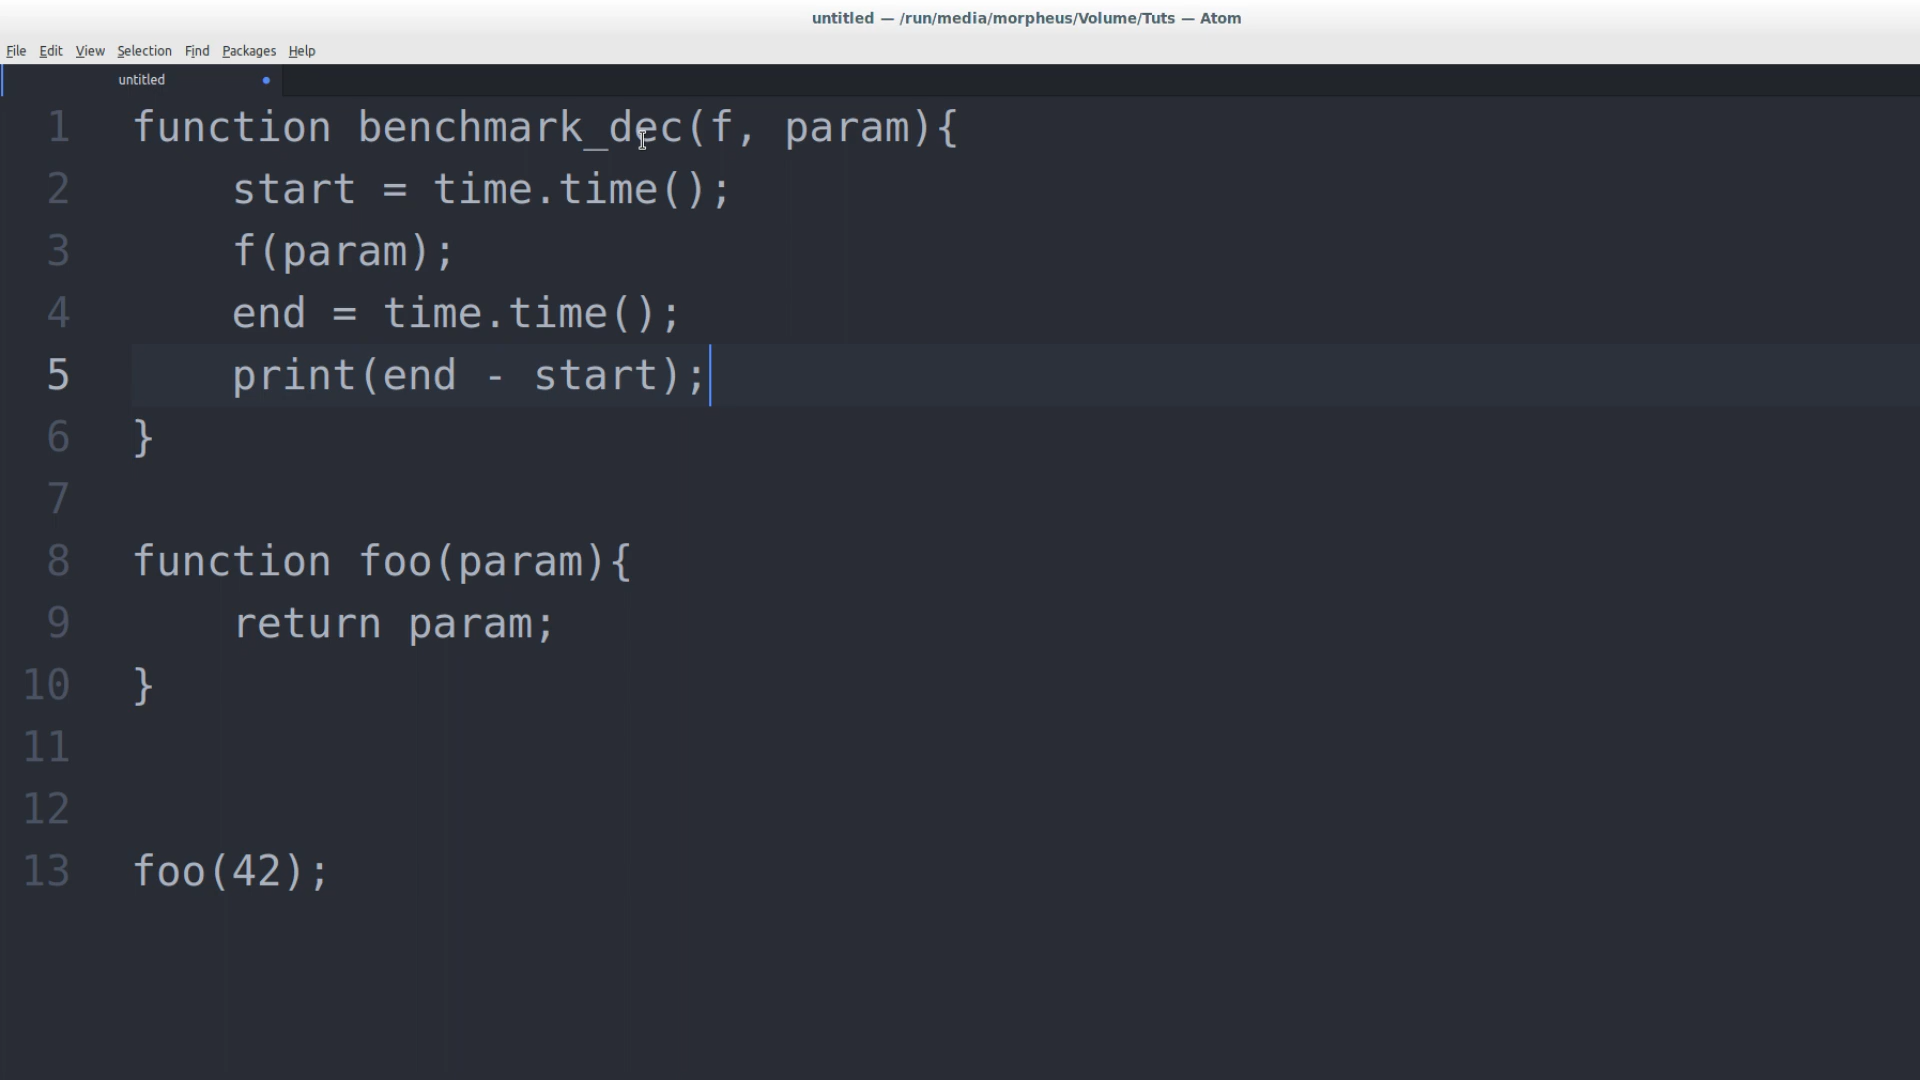 untitled — /run/media/morpheus/Volume/Tuts — Atom
File Edit View Selection Find Packages Help
untitled
1 function benchmark_dec(f, param){
2     start = time.time();
3     f(param);
4     end = time.time();
5     print(end - start);
6 }
7
8 function foo(param){
9     return param;
10 }
11
12
13 foo(42);